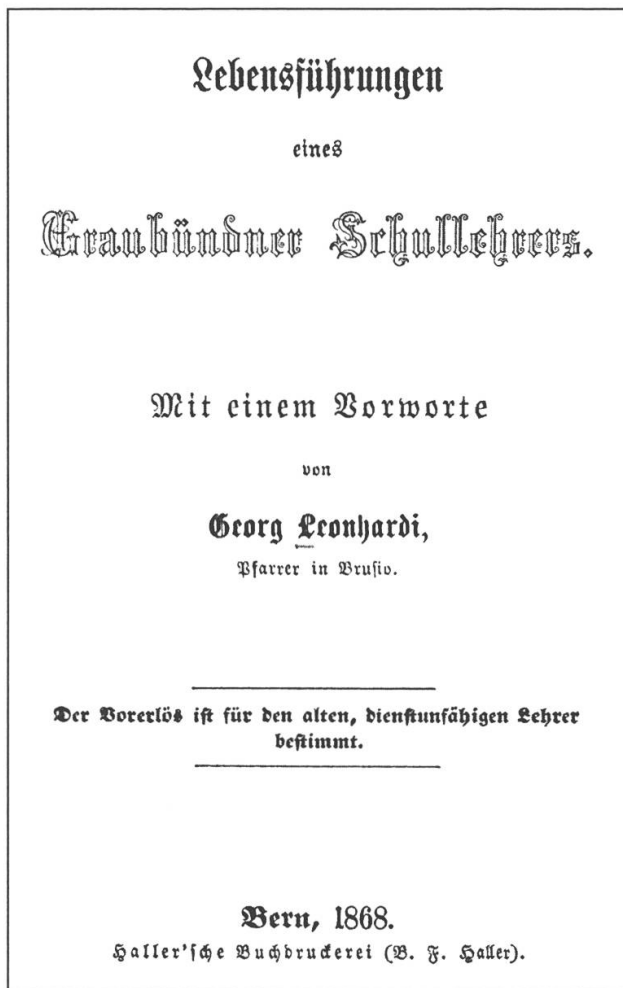 Lebensführungen
eines
Graubündner Schullehrers.
Mit einem Vorworte
von
Georg Leonhardi,
Pfarrer in Brusio.
Der Vorerlös ist für den alten, dienstunfähigen Lehrer
bestimmt.
Bern, 1868.
Haller'sche Buchdruckerei (B. F. Haller).